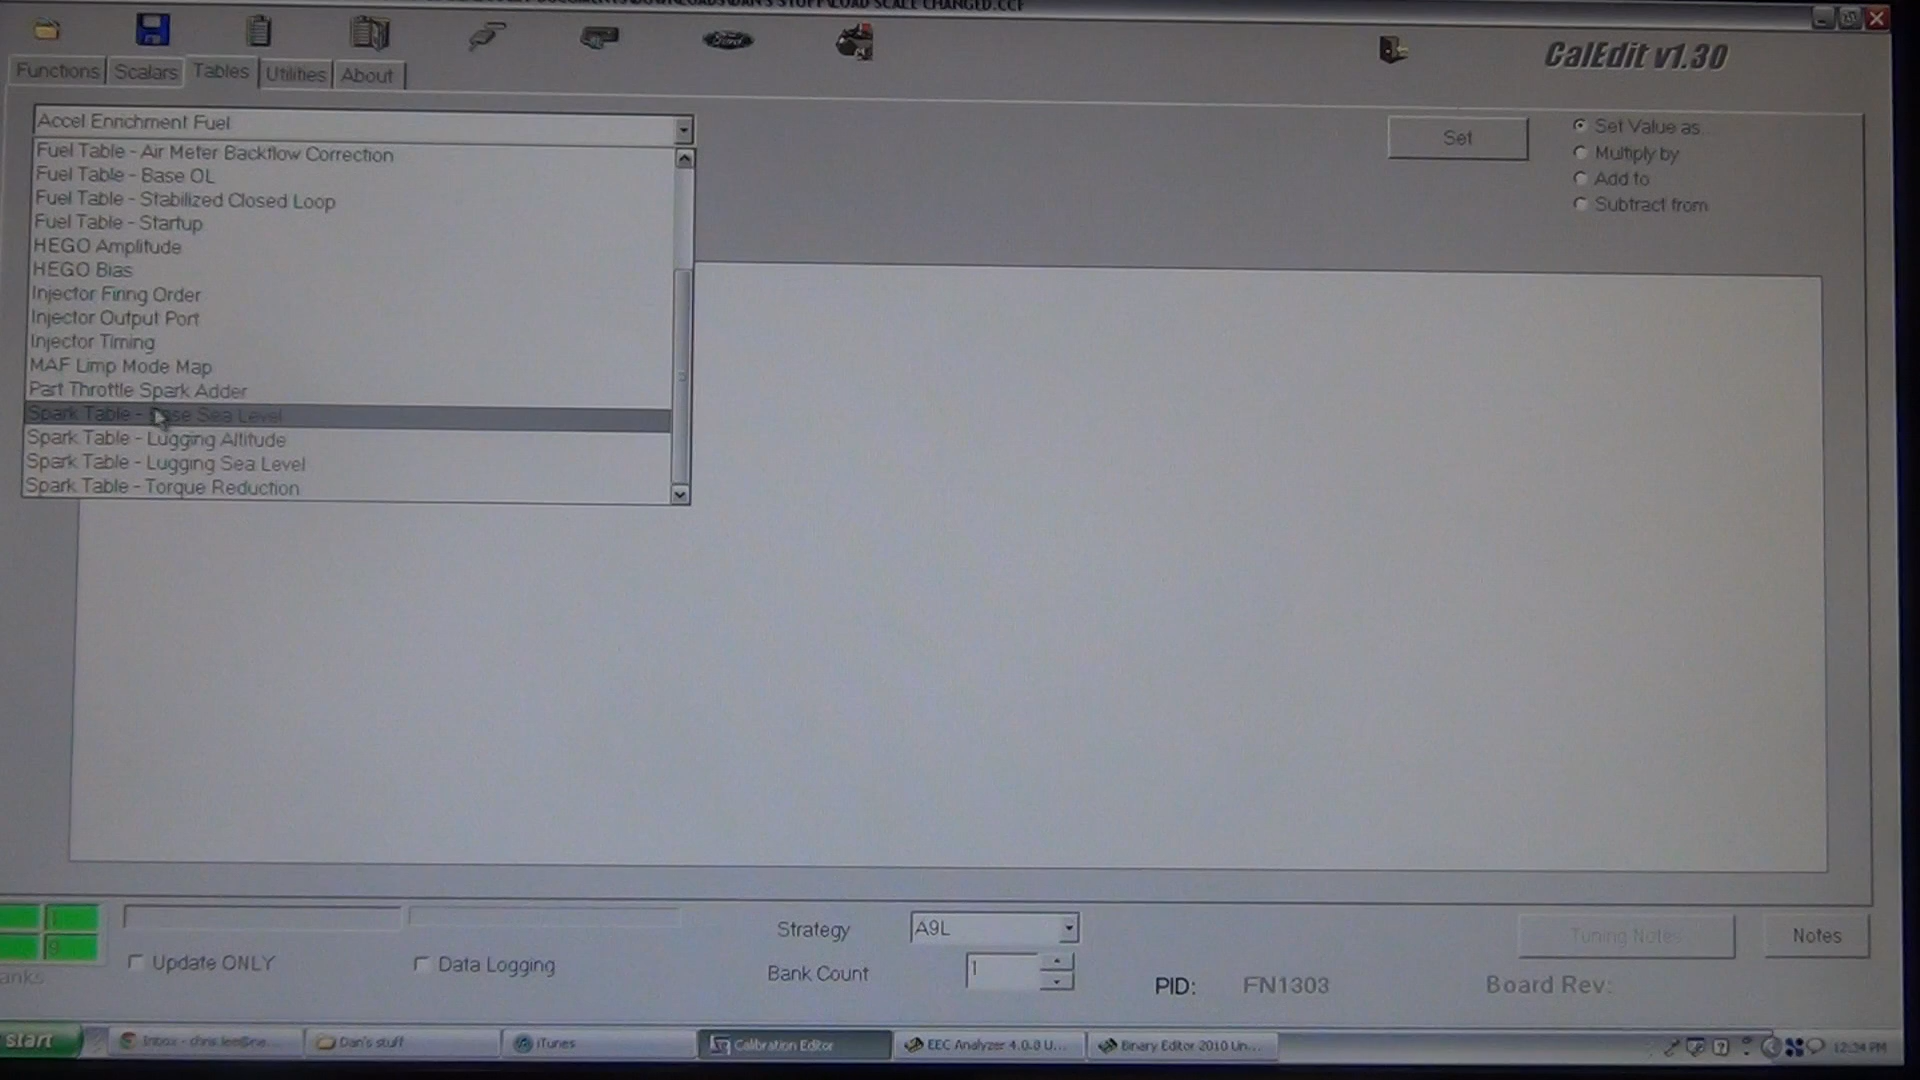 LOAD SCALE CHANGED.CCF
CalEdit v1.30
Functions
Scalars
Tables
Utilities
About
Accel Enrichment Fuel
Set
Set Value as..
Multiply by
Add to
Subtract from
Fuel Table - Air Meter Backflow Correction
Fuel Table - Base OL
Fuel Table - Stabilized Closed Loop
Fuel Table - Startup
HEGO Amplitude
HEGO Bias
Injector Firing Order
Injector Output Port
Injector Timing
MAF Limp Mode Map
Part Throttle Spark Adder
Spark Table - Base Sea Level
Spark Table - Lugging Altitude
Spark Table - Lugging Sea Level
Spark Table - Torque Reduction
Update ONLY
Data Logging
Strategy
A9L
Bank Count
1
Tuning Notes
Notes
PID:
FN1303
Board Rev:
start
Dan's stuff
iTunes
Calibration Editor
EEC Analyzer 4.0.8 U...
Binary Editor 2010 Un...
12:34 PM